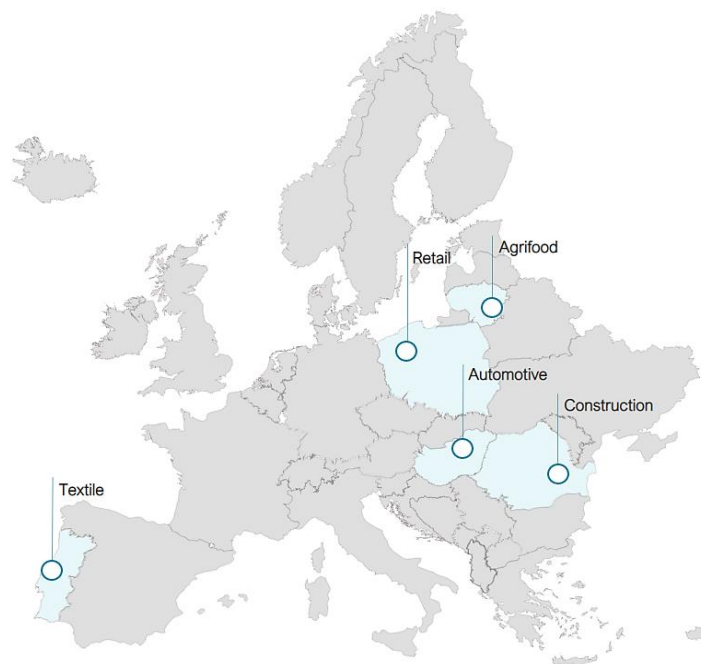 Agrifood
Retail
Automotive
Construction
Textile